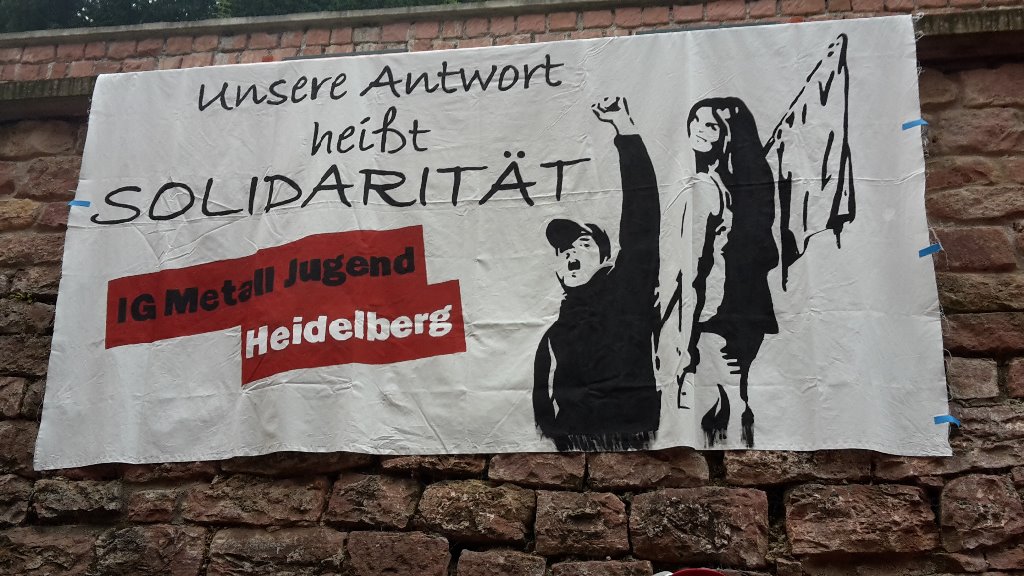 Unsere Antwort
heißt
SOLIDARITÄT
IG Metall Jugend
Heidelberg